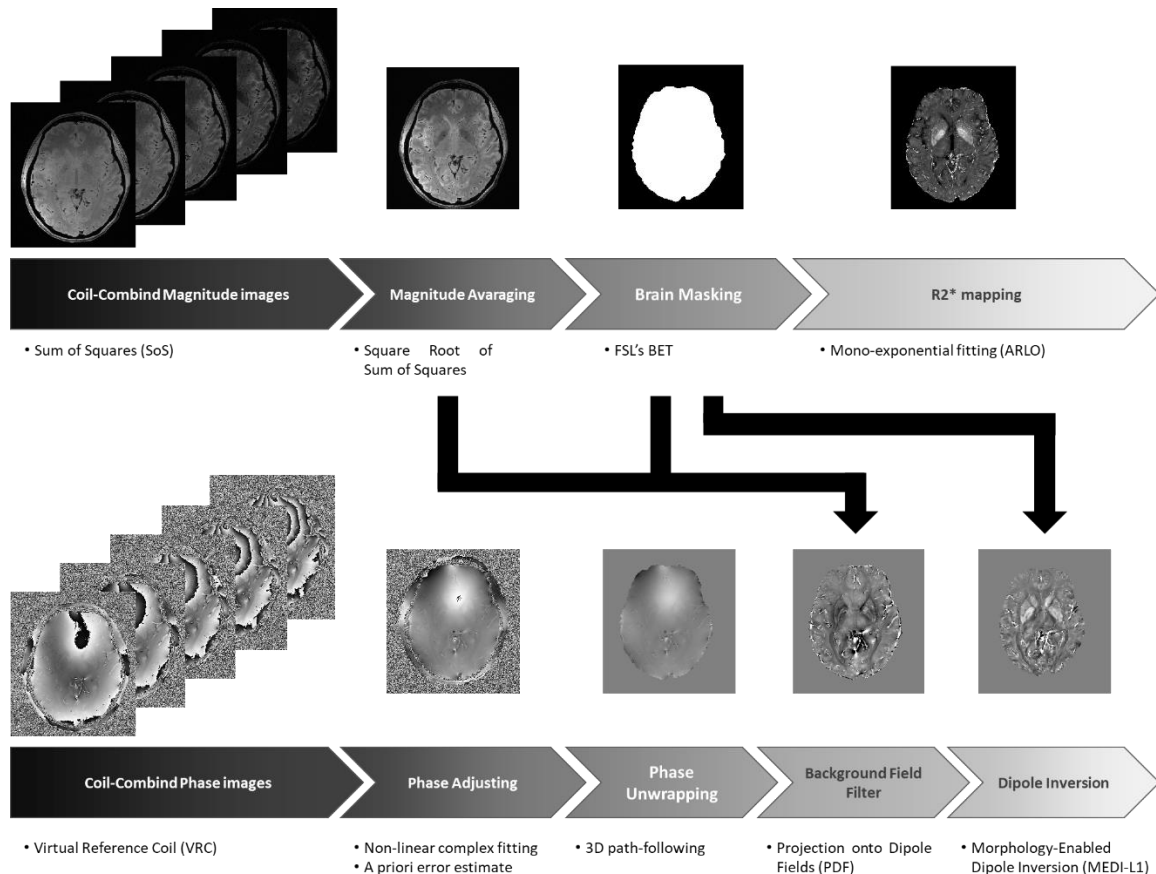 Coil-Combind Magnitude images
Magnitude Avaraging
Brain Masking
R2* mapping
• Sum of Squares (SoS)
• Square Root of
Sum of Squares
• FSL's BET
• Mono-exponential fitting (ARLO)
Coil-Combind Phase images
Phase Adjusting
Phase
Unwrapping
Background Field
Filter
Dipole Inversion
• Virtual Reference Coil (VRC)
• Non-linear complex fitting
• A priori error estimate
• 3D path-following
• Projection onto Dipole
Fields (PDF)
• Morphology-Enabled
Dipole Inversion (MEDI-L1)